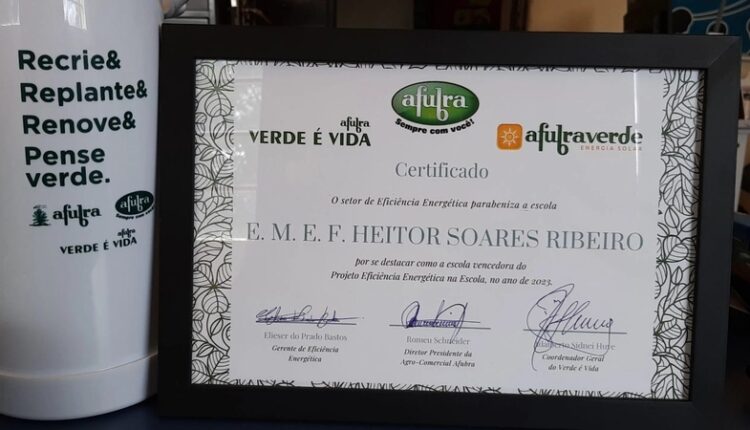 Recrie&
Replante&
Renove&
Pense
verde.
afubra
afubra
Sempre com você!
afubra
VERDE É VIDA
afubra
VERDE É VIDA
afubra
Sempre com você!
afubraverde
ENERGIA SOLAR
Certificado
O setor de Eficiência Energética parabeniza a escola
E. M. E. F. HEITOR SOARES RIBEIRO
por se destacar como a escola vencedora do
Projeto Eficiência Energética na Escola, no ano de 2023.
Elieser do Prado Bastos
Gerente de Eficiência
Energética
Romeu Schneider
Diretor Presidente da
Agro-Comercial Afubra
Sidnei
Coordenador Geral
do Verde é Vida